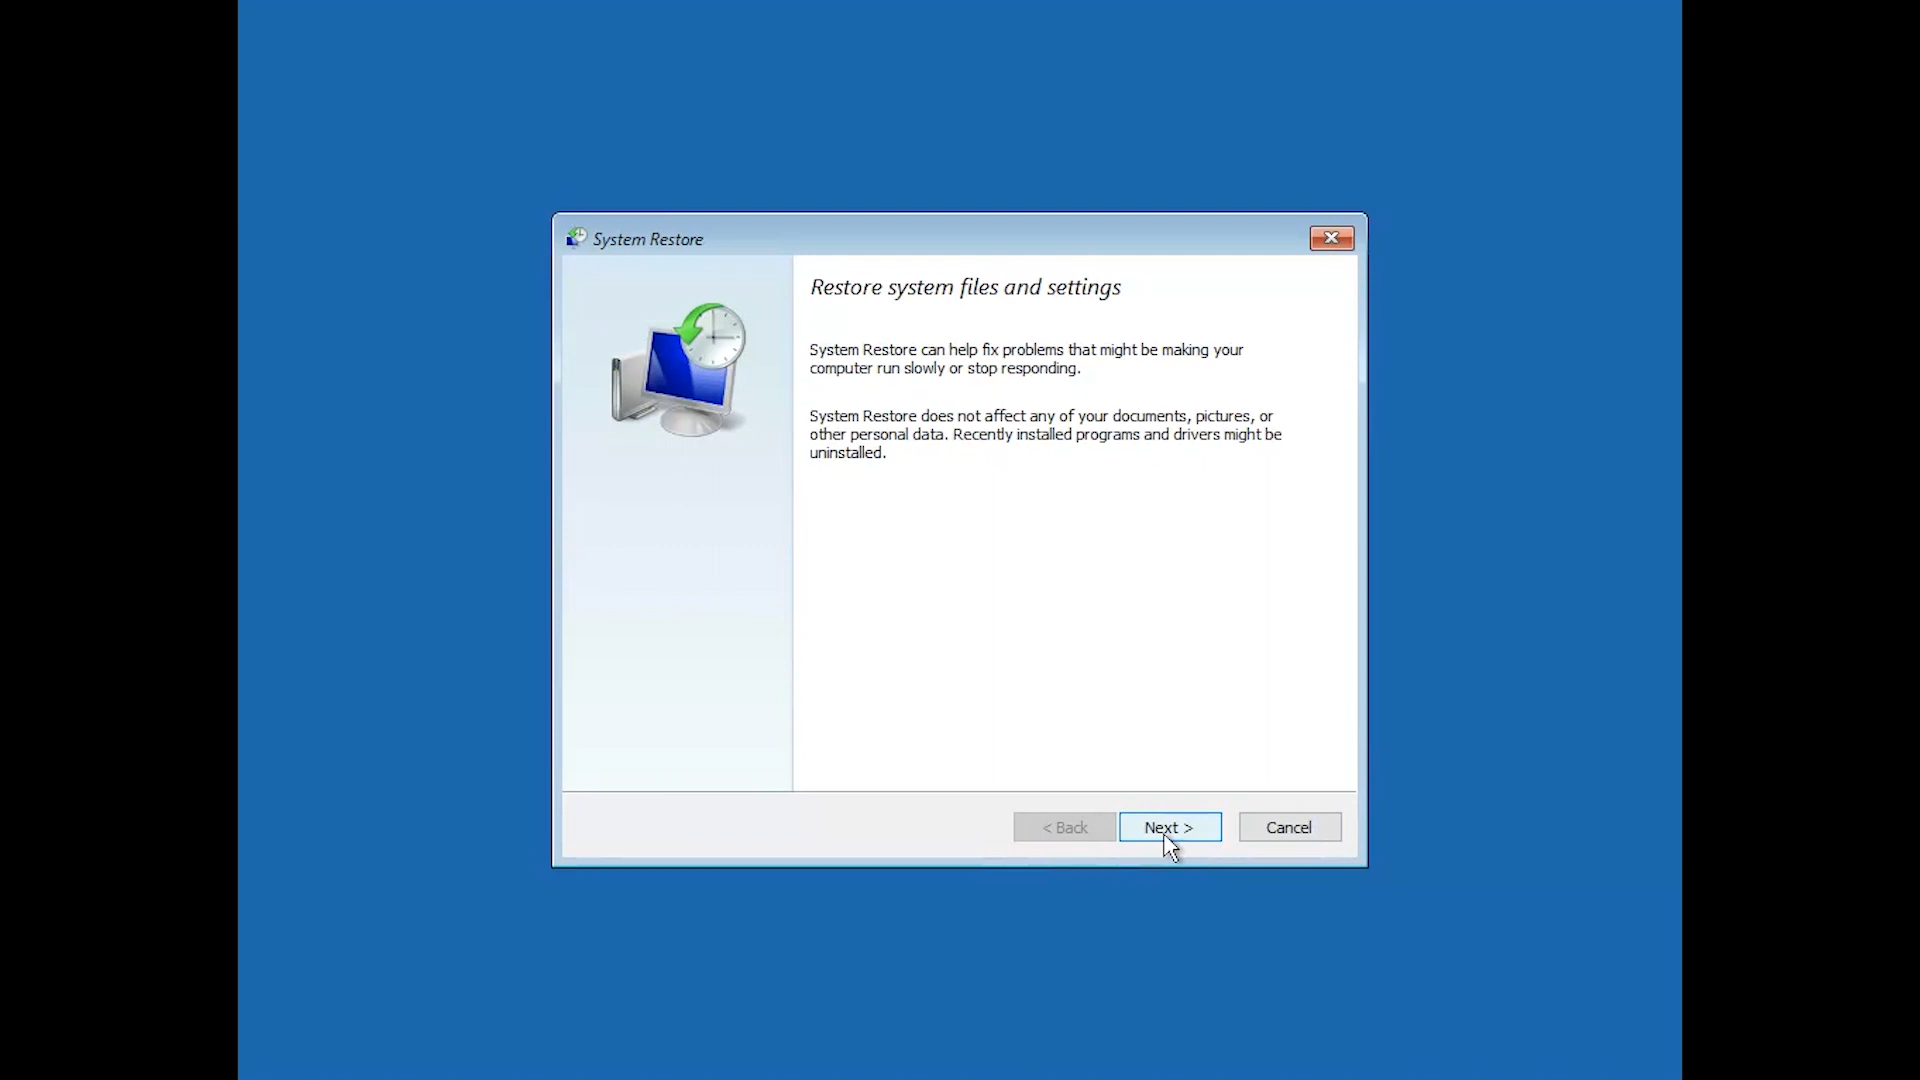 System Restore
Restore system files and settings
System Restore can help fix problems that might be making your
computer run slowly or stop responding.
System Restore does not affect any of your documents, pictures, or
other personal data. Recently installed programs and drivers might be
uninstalled.
< Back
Next >
Cancel